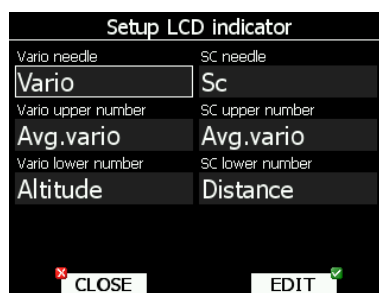 Setup LCD indicator
Vario needle SC needle
Vario Sc
Vario upper number SC upper number
Avg.vario Avg.vario
Vario lower number SC lower number
Altitude Distance
CLOSE EDIT